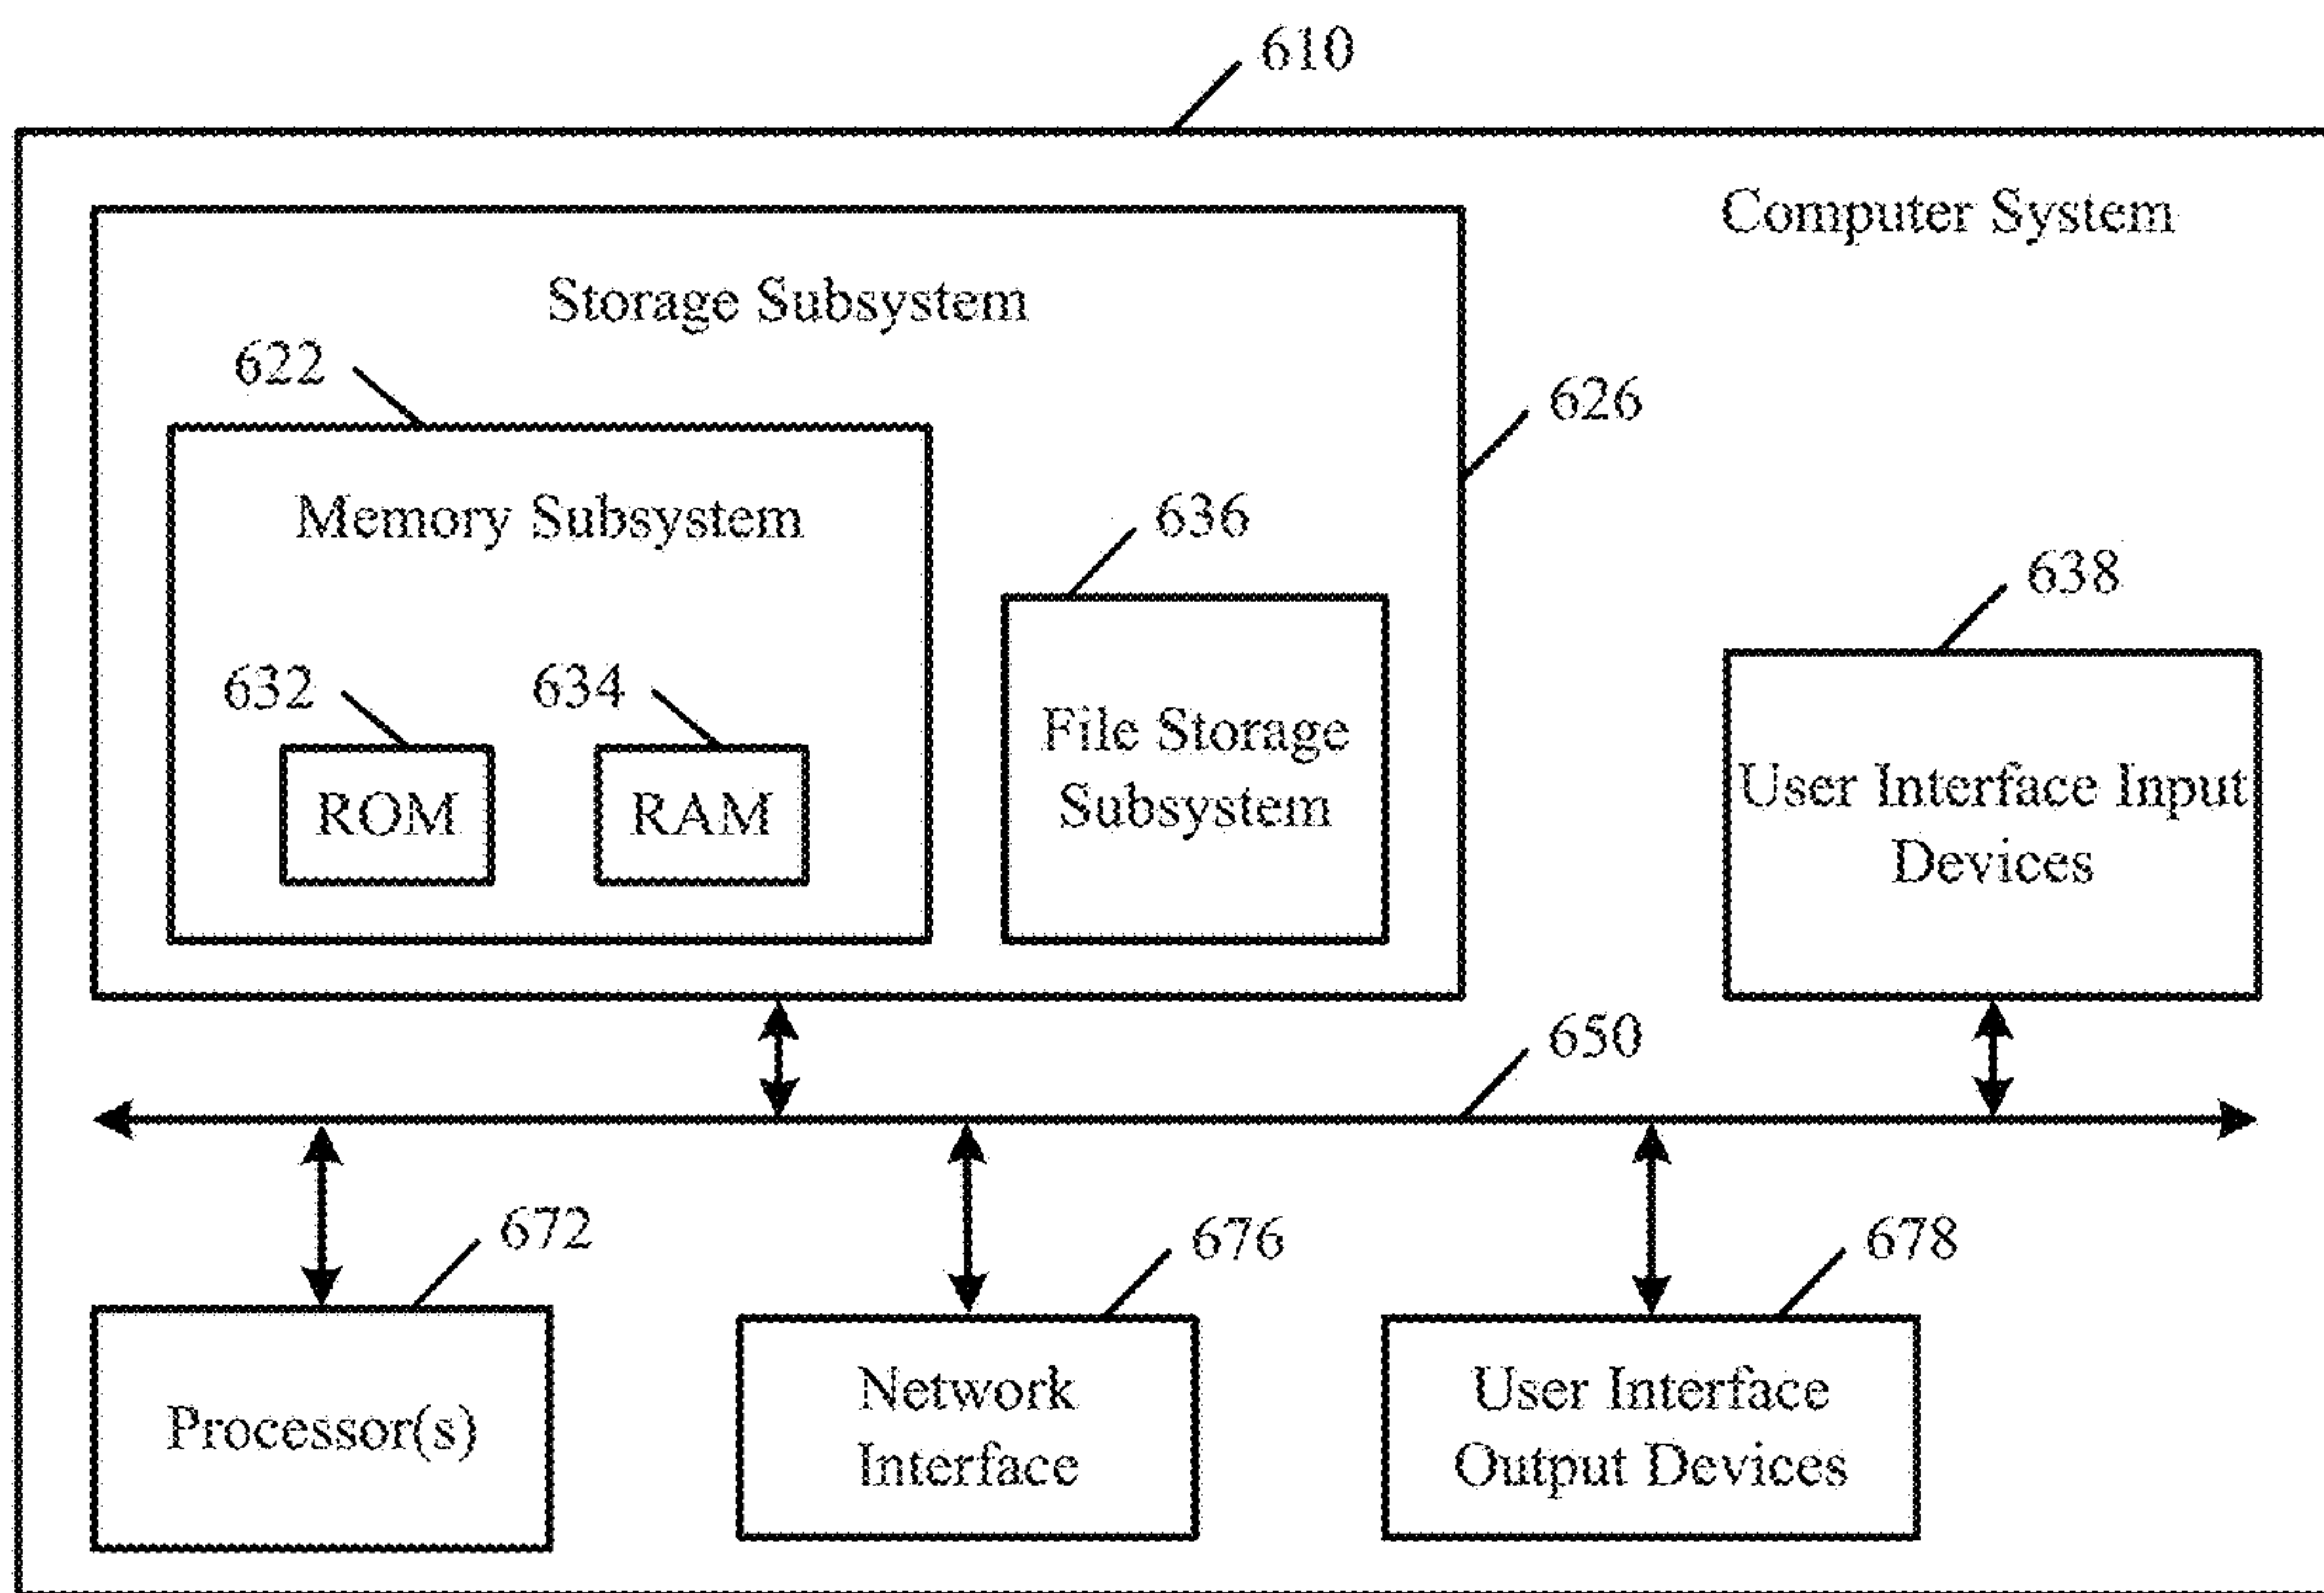 610
Computer System
Storage Subsystem
622
626
Memory Subsystem
636
638
632
634
File Storage
Subsystem
ROM
RAM
User Interface Input
Devices
650
672
676
678
Processor(s)
Network
Interface
User Interface
Output Devices